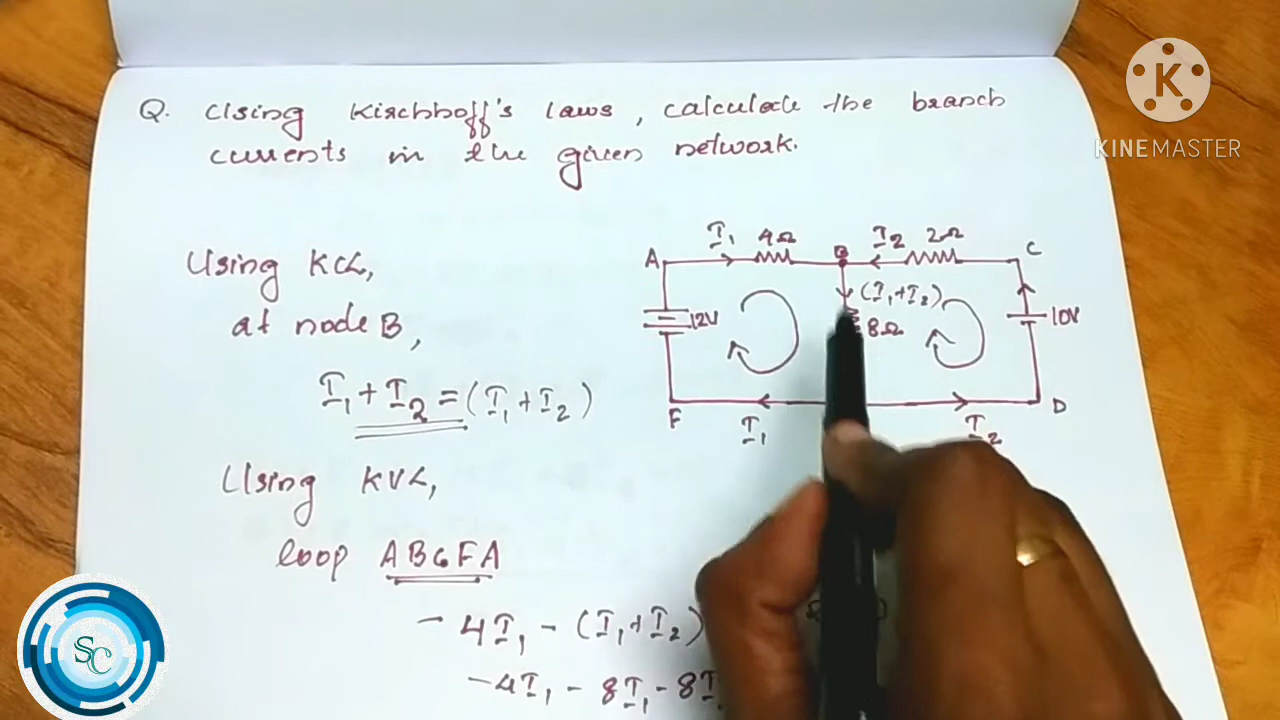 Q. Using Kirchhoff's laws, calculate the branch
currents in the given network.
Using KCL,
at node B,
I1 + I2 = (I1 + I2)
Using KVL,
loop ABGFA
- 4I1 - (I1 + I2)
- 4I1 - 8I1 - 8I
I1 4Ω B I2 2Ω
A C
(I1 + I2)
12V 8Ω 10V
F D
I1 I2
K
KINEMASTER
SC